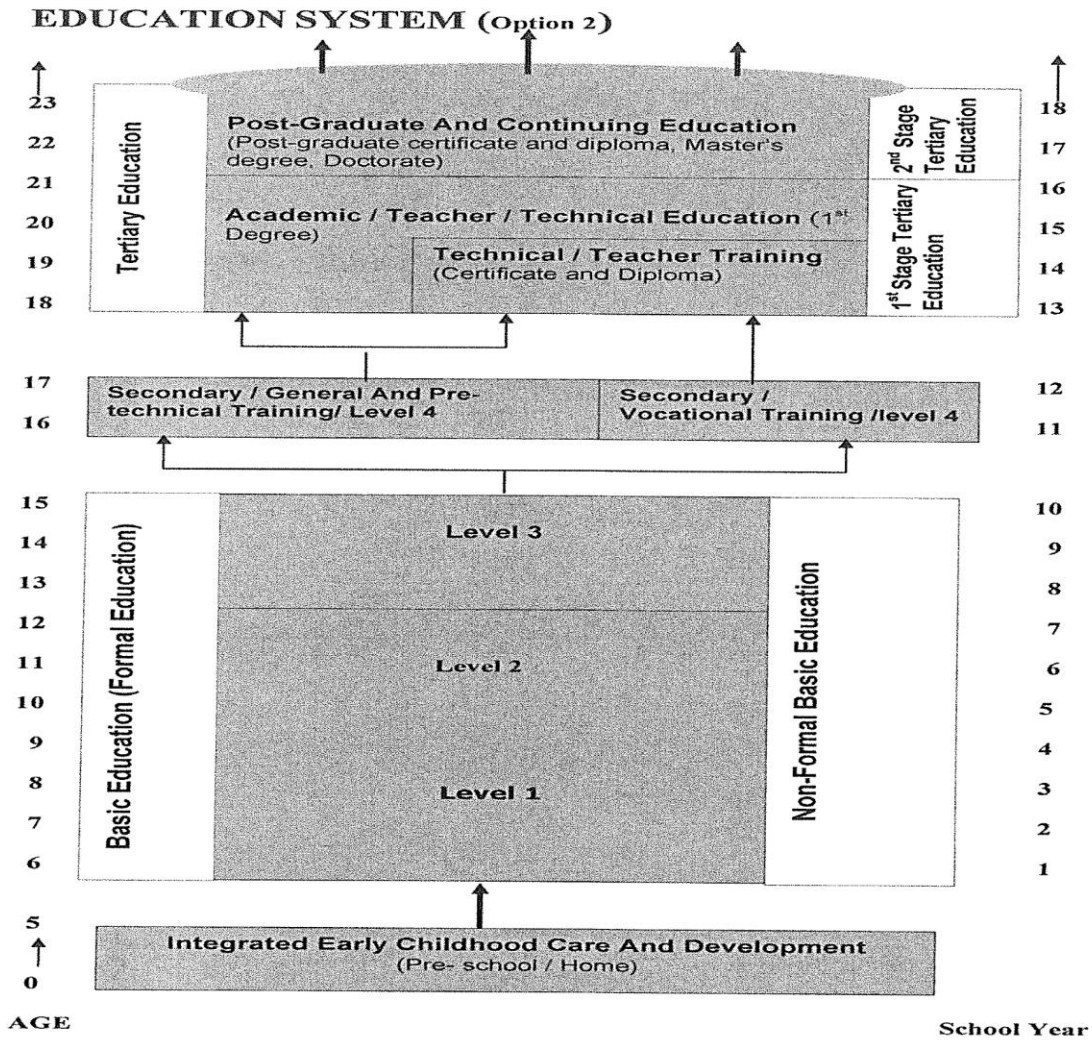 EDUCATION SYSTEM (Option 2)
23
22
21
20
19
18
Tertiary Education
Post-Graduate And Continuing Education
(Post-graduate certificate and diploma, Master's
degree, Doctorate)
Academic / Teacher / Technical Education (1st
Degree)
Technical / Teacher Training
(Certificate and Diploma)
2nd Stage
Tertiary
Education
1st Stage Tertiary
Education
18
17
16
15
14
13
17
16
Secondary / General And Pre-
technical Training/ Level 4
Secondary /
Vocational Training /level 4
12
11
15
14
13
12
11
10
9
8
7
6
Basic Education (Formal Education)
Level 3
Level 2
Level 1
Non-Formal Basic Education
10
9
8
7
6
5
4
3
2
1
5
0
Integrated Early Childhood Care And Development
(Pre- school / Home)
AGE
School Year